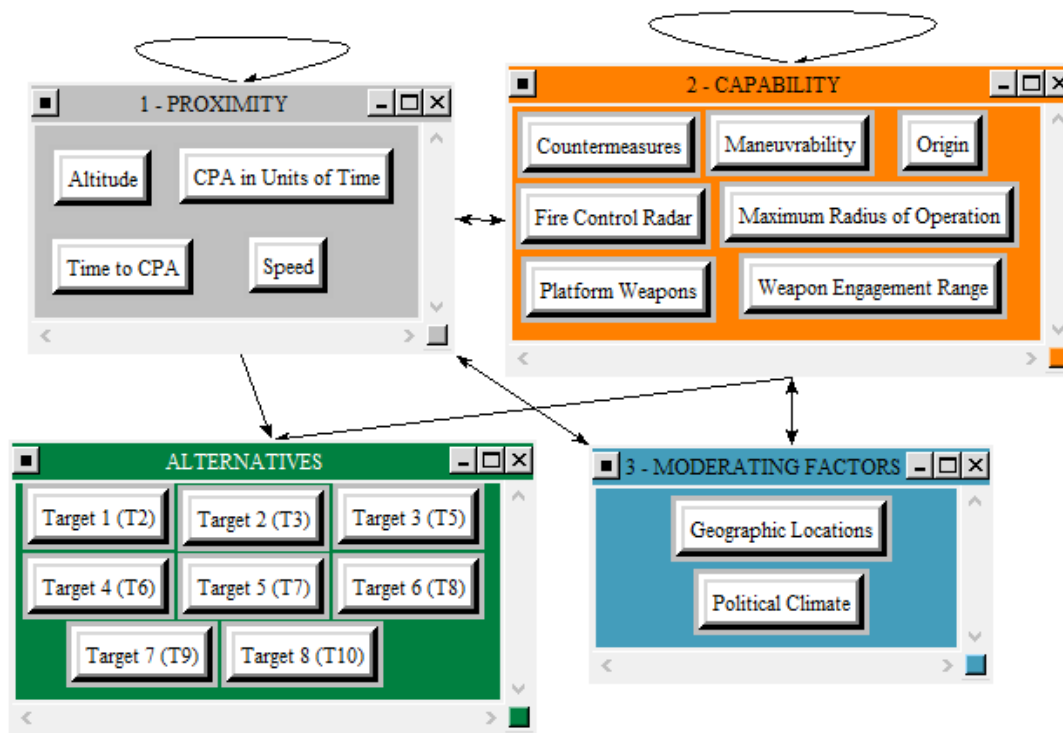 1 - PROXIMITY
Altitude
CPA in Units of Time
Time to CPA
Speed
2 - CAPABILITY
Countermeasures
Maneuvrability
Origin
Fire Control Radar
Maximum Radius of Operation
Platform Weapons
Weapon Engagement Range
ALTERNATIVES
Target 1 (T2)
Target 2 (T3)
Target 3 (T5)
Target 4 (T6)
Target 5 (T7)
Target 6 (T8)
Target 7 (T9)
Target 8 (T10)
3 - MODERATING FACTORS
Geographic Locations
Political Climate